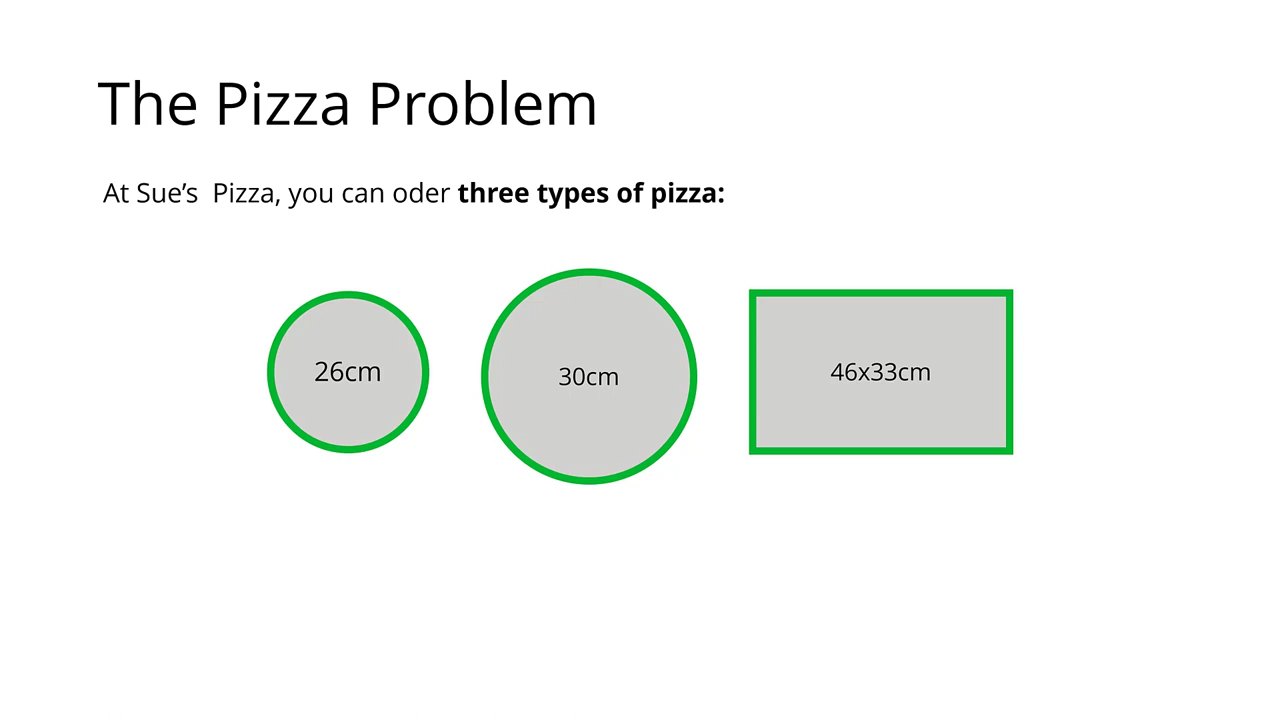 The Pizza Problem
At Sue’s  Pizza, you can oder three types of pizza:
26cm
30cm
46x33cm